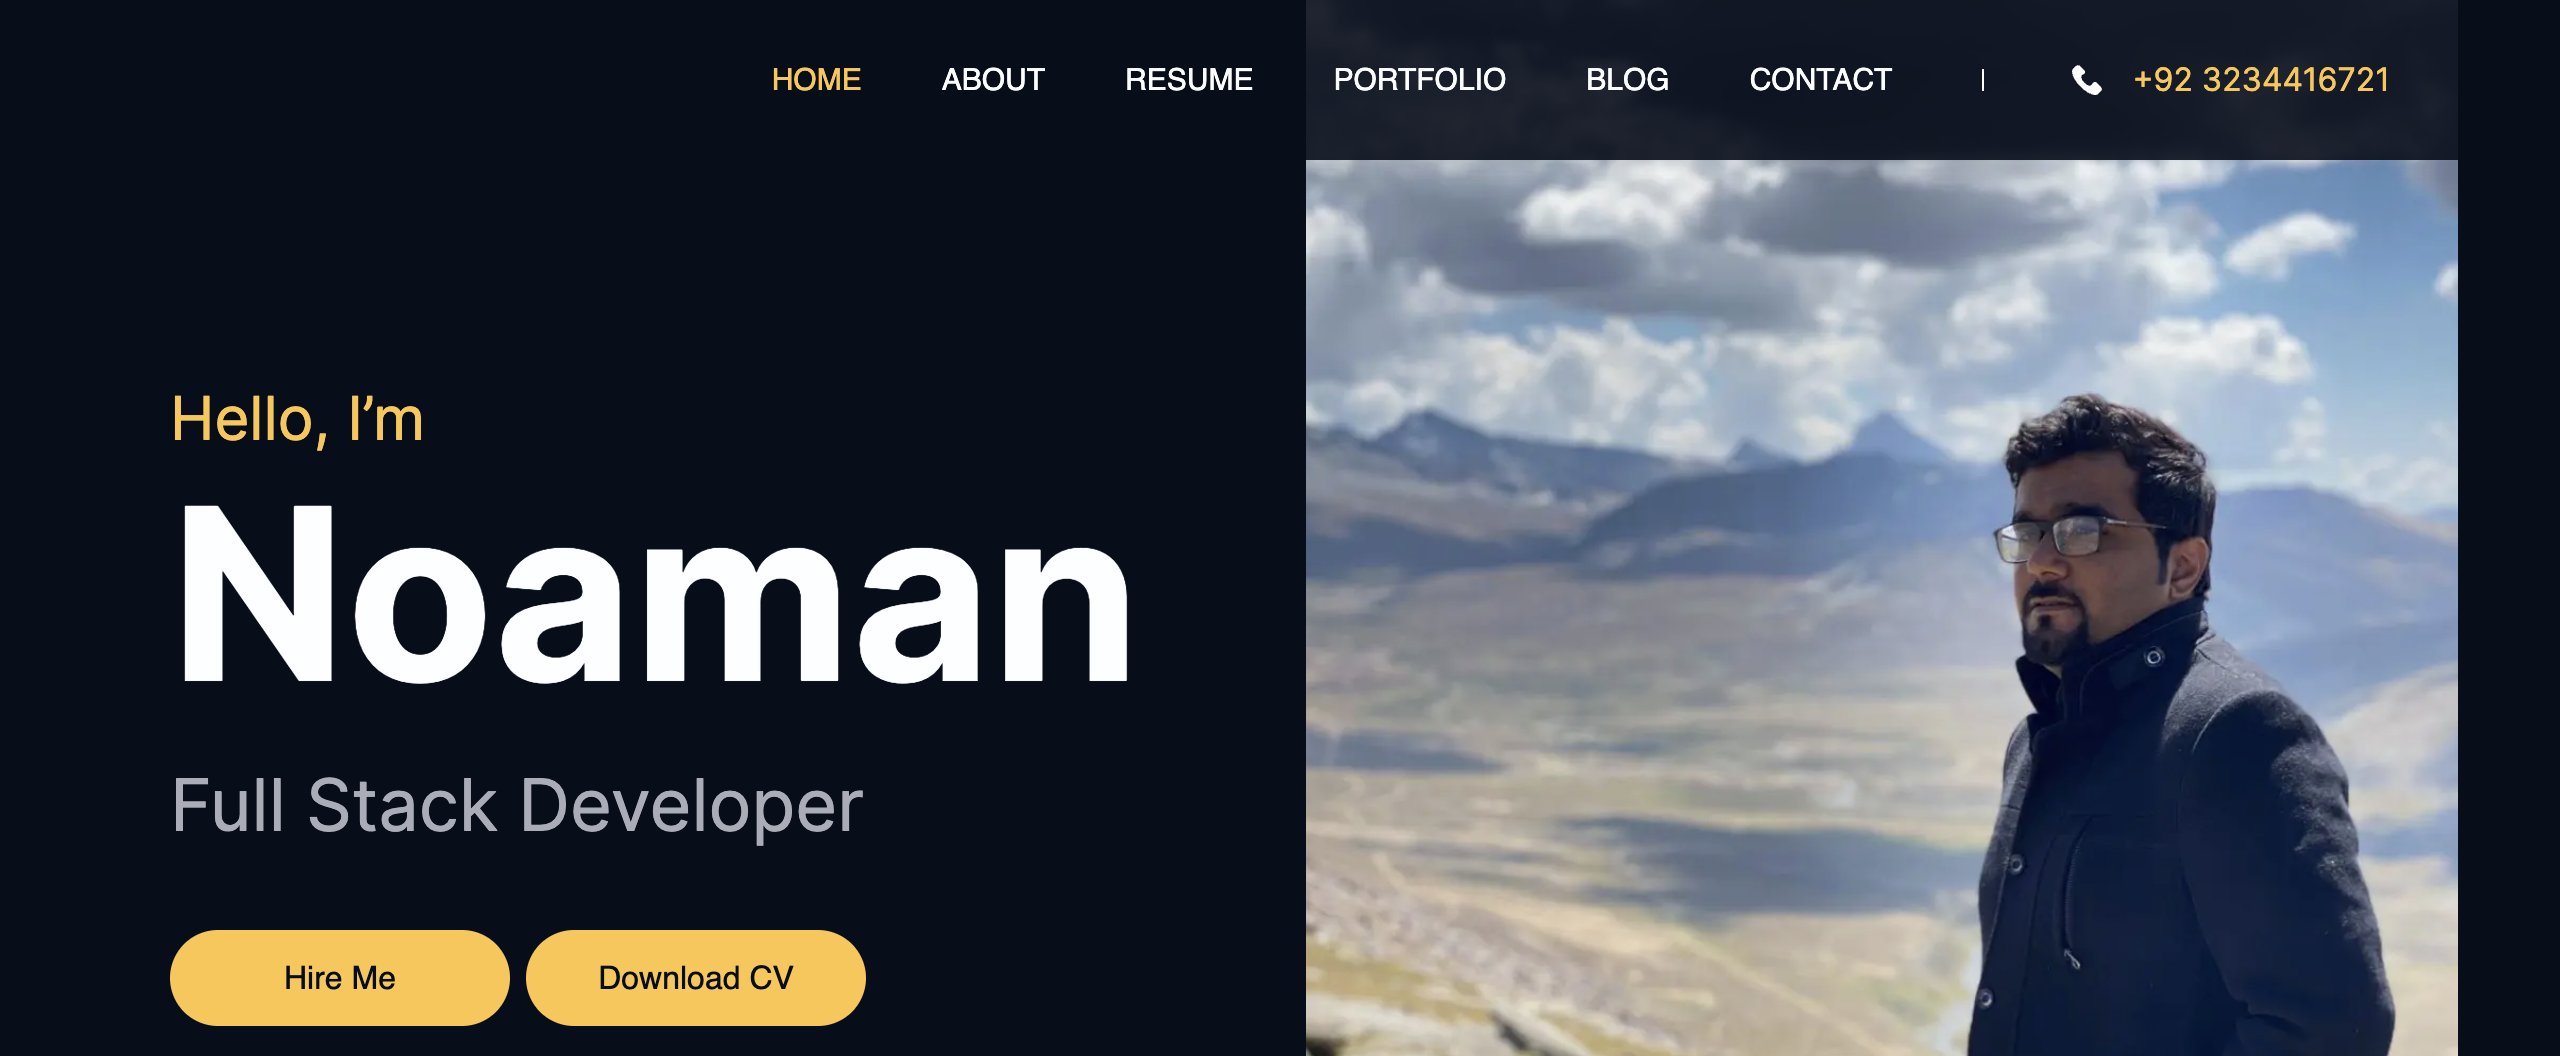 HOME ABOUT RESUME PORTFOLIO BLOG CONTACT | +92 3234416721
Hello, I’m
Noaman
Full Stack Developer
Hire Me Download CV